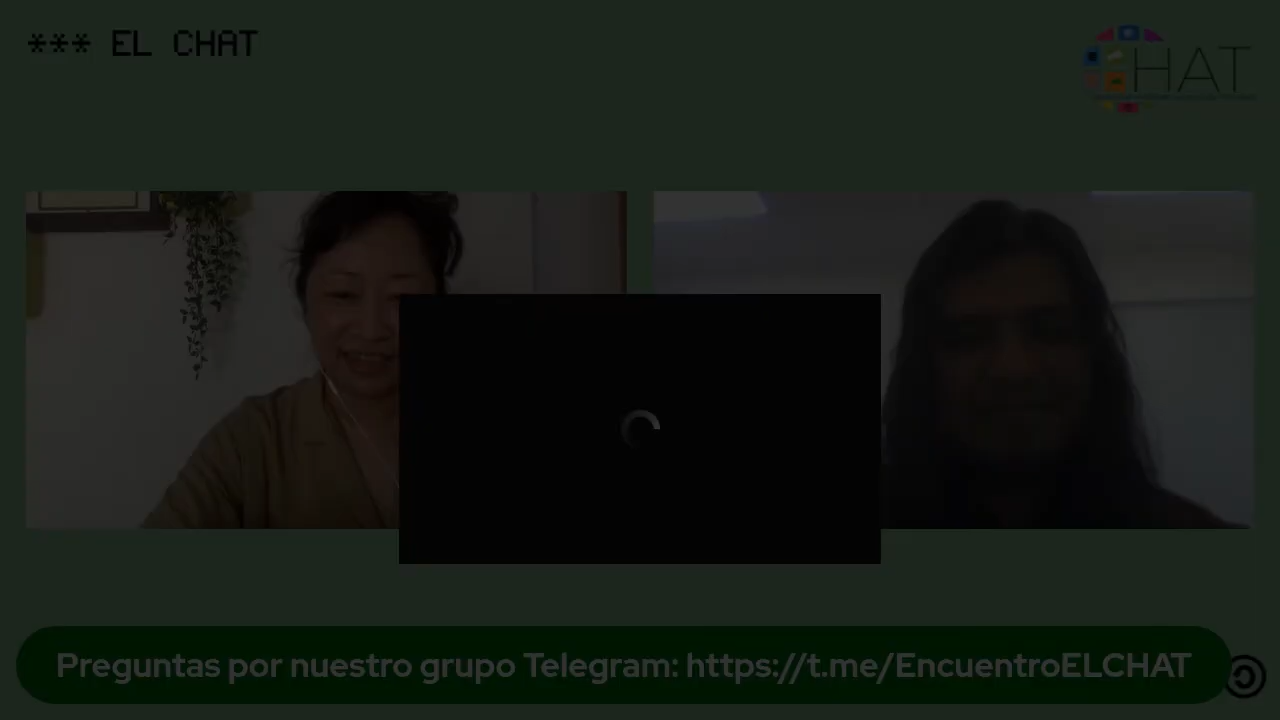 *** EL CHAT
HAT
Preguntas por nuestro grupo Telegram: https://t.me/EncuentroELCHAT